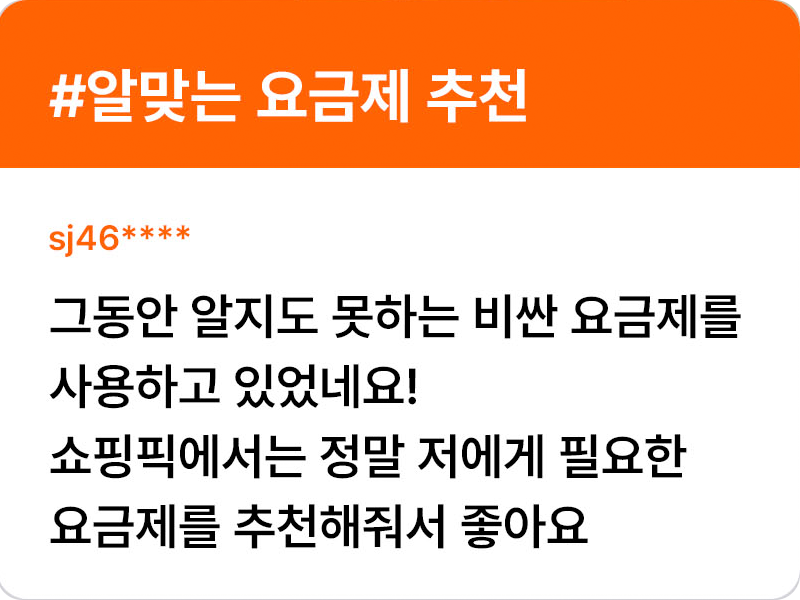 #알맞는 요금제 추천
sj46****
그동안 알지도 못하는 비싼 요금제를
사용하고 있었네요!
쇼핑픽에서는 정말 저에게 필요한
요금제를 추천해줘서 좋아요